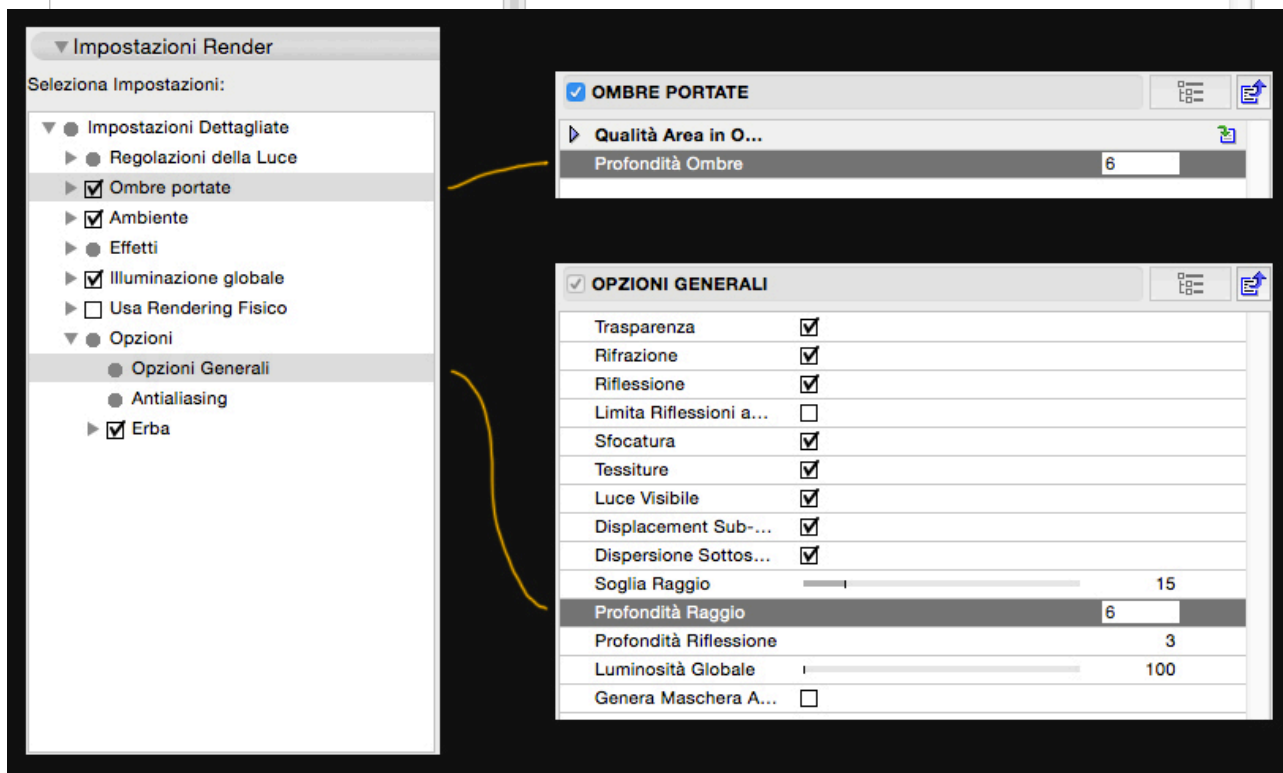 Impostazioni Render
Seleziona Impostazioni:
Impostazioni Dettagliate
Regolazioni della Luce
Ombre portate
Ambiente
Effetti
Illuminazione globale
Usa Rendering Fisico
Opzioni
Opzioni Generali
Antialiasing
Erba
OMBRE PORTATE
Qualità Area in O...
Profondità Ombre 6
OPZIONI GENERALI
Trasparenza
Rifrazione
Riflessione
Limita Riflessioni a...
Sfocatura
Tessiture
Luce Visibile
Displacement Sub-...
Dispersione Sottos...
Soglia Raggio 15
Profondità Raggio 6
Profondità Riflessione 3
Luminosità Globale 100
Genera Maschera A...